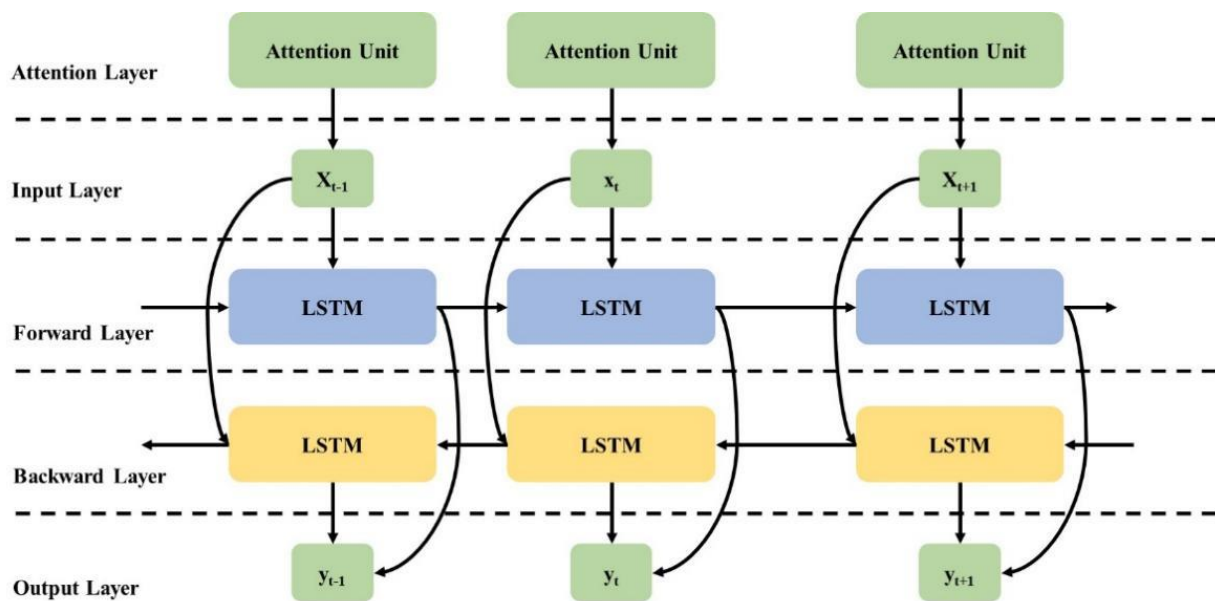 Attention Unit Attention Unit Attention Unit
Attention Layer
X_{t-1} x_t X_{t+1}
Input Layer
LSTM LSTM LSTM
Forward Layer
LSTM LSTM LSTM
Backward Layer
y_{t-1} y_t y_{t+1}
Output Layer